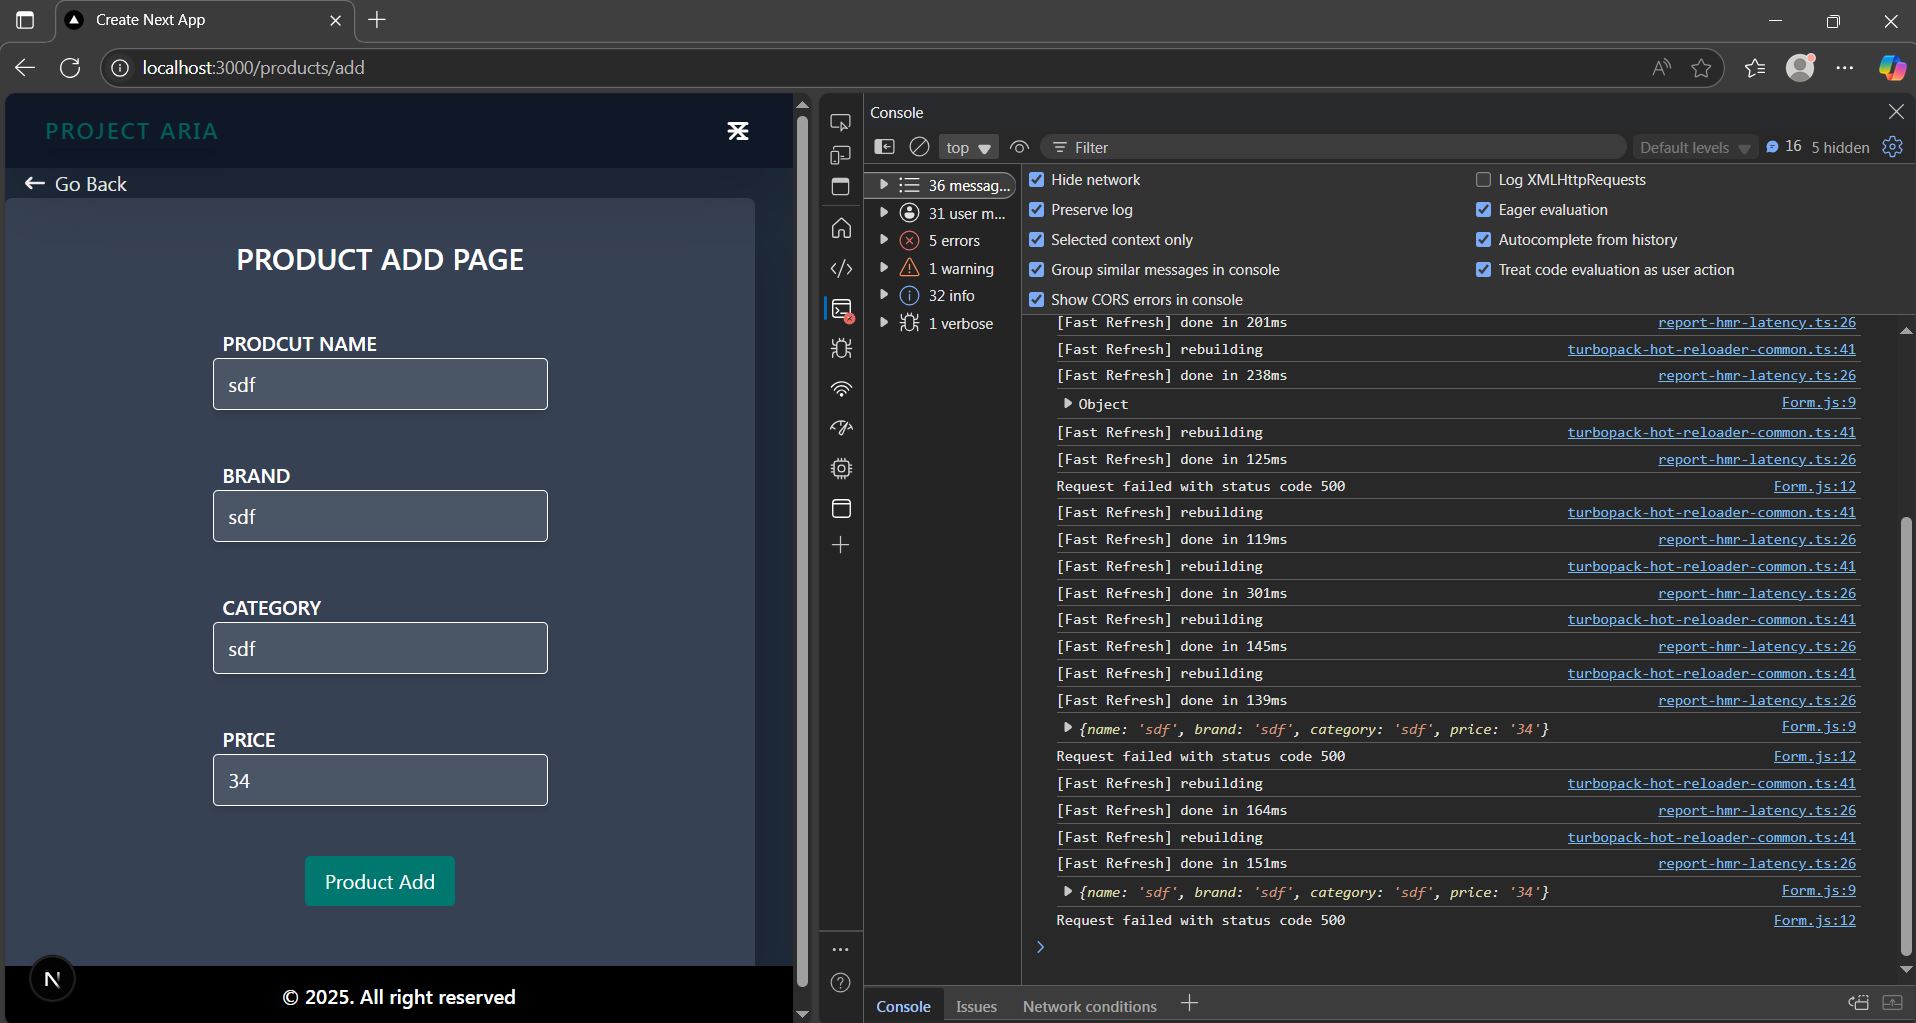 Create Next App
localhost:3000/products/add
PROJECT ARIA
Go Back
PRODUCT ADD PAGE
PRODCUT NAME
sdf
BRAND
sdf
CATEGORY
sdf
PRICE
34
Product Add
N
© 2025. All right reserved
Console
top
Filter
Default levels
16
5 hidden
36 messag...
31 user m...
5 errors
1 warning
32 info
1 verbose
Hide network
Log XMLHttpRequests
Preserve log
Eager evaluation
Selected context only
Autocomplete from history
Group similar messages in console
Treat code evaluation as user action
Show CORS errors in console
[Fast Refresh] done in 201ms report-hmr-latency.ts:26
[Fast Refresh] rebuilding turbopack-hot-reloader-common.ts:41
[Fast Refresh] done in 238ms report-hmr-latency.ts:26
Object Form.js:9
[Fast Refresh] rebuilding turbopack-hot-reloader-common.ts:41
[Fast Refresh] done in 125ms report-hmr-latency.ts:26
Request failed with status code 500 Form.js:12
[Fast Refresh] rebuilding turbopack-hot-reloader-common.ts:41
[Fast Refresh] done in 119ms report-hmr-latency.ts:26
[Fast Refresh] rebuilding turbopack-hot-reloader-common.ts:41
[Fast Refresh] done in 301ms report-hmr-latency.ts:26
[Fast Refresh] rebuilding turbopack-hot-reloader-common.ts:41
[Fast Refresh] done in 145ms report-hmr-latency.ts:26
[Fast Refresh] rebuilding turbopack-hot-reloader-common.ts:41
[Fast Refresh] done in 139ms report-hmr-latency.ts:26
{name: 'sdf', brand: 'sdf', category: 'sdf', price: '34'} Form.js:9
Request failed with status code 500 Form.js:12
[Fast Refresh] rebuilding turbopack-hot-reloader-common.ts:41
[Fast Refresh] done in 164ms report-hmr-latency.ts:26
[Fast Refresh] rebuilding turbopack-hot-reloader-common.ts:41
[Fast Refresh] done in 151ms report-hmr-latency.ts:26
{name: 'sdf', brand: 'sdf', category: 'sdf', price: '34'} Form.js:9
Request failed with status code 500 Form.js:12
Console Issues Network conditions